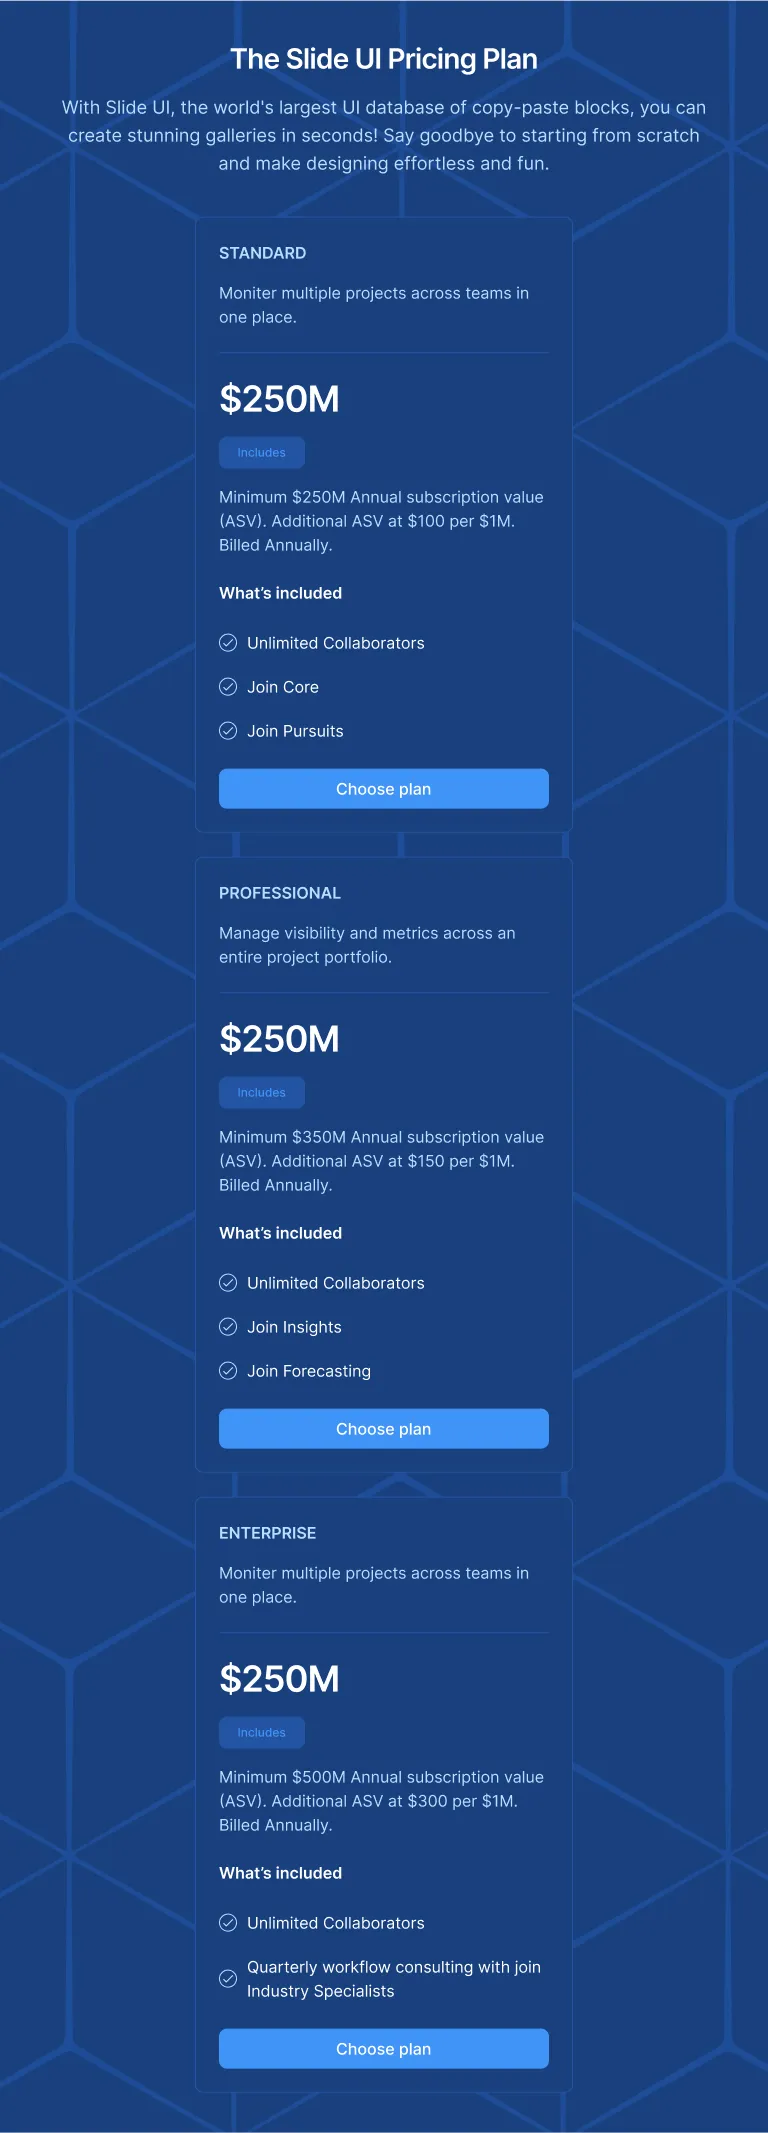 The Slide UI Pricing Plan
With Slide UI, the world's largest UI database of copy-paste blocks, you can
create stunning galleries in seconds! Say goodbye to starting from scratch
and make designing effortless and fun.
STANDARD
Moniter multiple projects across teams in
one place.
$250M
Includes
Minimum $250M Annual subscription value
(ASV). Additional ASV at $100 per $1M.
Billed Annually.
What’s included
Unlimited Collaborators
Join Core
Join Pursuits
Choose plan
PROFESSIONAL
Manage visibility and metrics across an
entire project portfolio.
$250M
Includes
Minimum $350M Annual subscription value
(ASV). Additional ASV at $150 per $1M.
Billed Annually.
What’s included
Unlimited Collaborators
Join Insights
Join Forecasting
Choose plan
ENTERPRISE
Moniter multiple projects across teams in
one place.
$250M
Includes
Minimum $500M Annual subscription value
(ASV). Additional ASV at $300 per $1M.
Billed Annually.
What’s included
Unlimited Collaborators
Quarterly workflow consulting with join
Industry Specialists
Choose plan